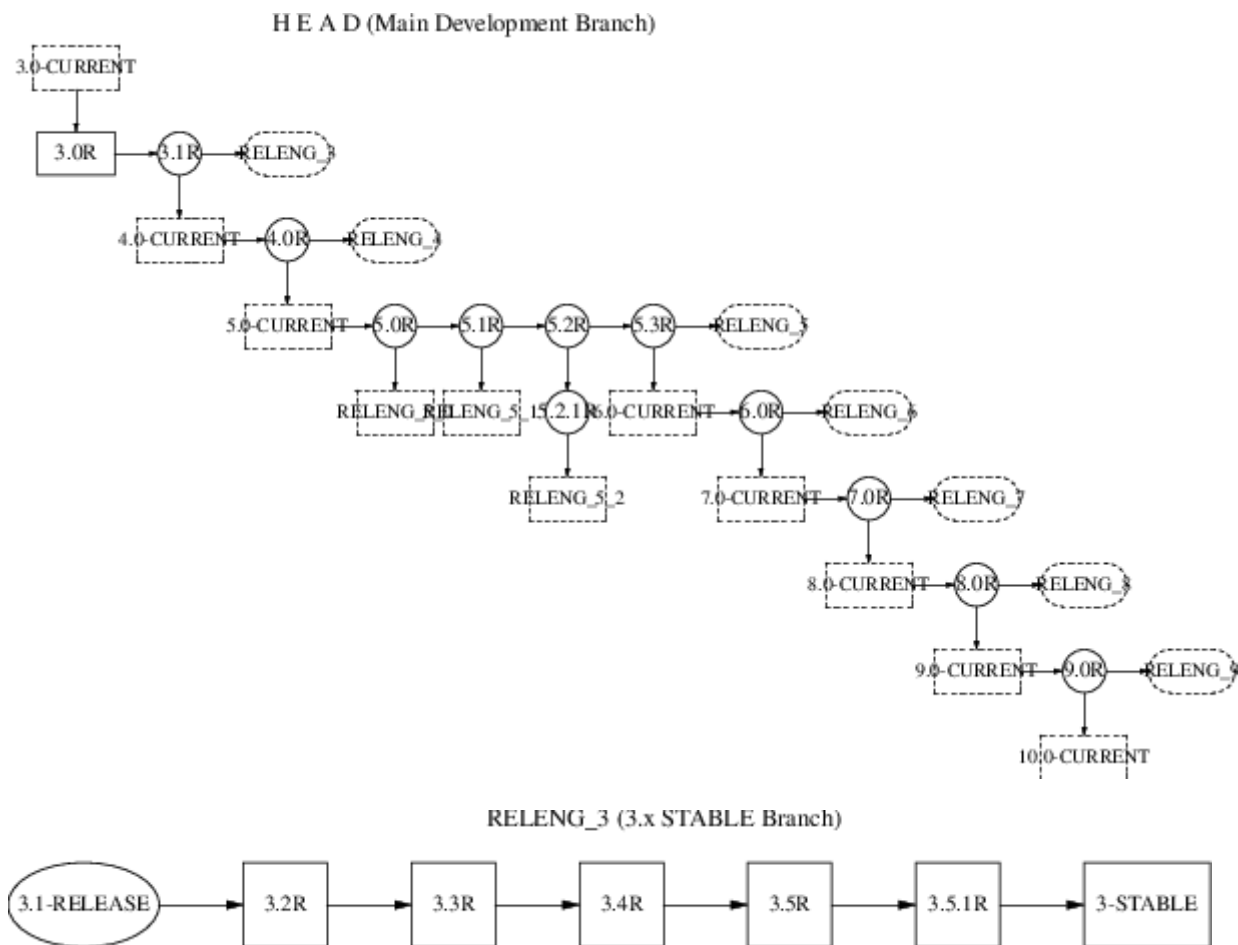 H E A D (Main Development Branch)
3.0-CURRENT
3.0R
3.1R
RELENG_3
4.0-CURRENT
4.0R
RELENG_4
5.0-CURRENT
5.0R
5.1R
5.2R
5.3R
RELENG_5
RELENG_5_1
5.2.1R
6.0-CURRENT
6.0R
RELENG_6
RELENG_5_2
7.0-CURRENT
7.0R
RELENG_7
8.0-CURRENT
8.0R
RELENG_8
9.0-CURRENT
9.0R
RELENG_9
10.0-CURRENT
RELENG_3 (3.x STABLE Branch)
3.1-RELEASE
3.2R
3.3R
3.4R
3.5R
3.5.1R
3-STABLE